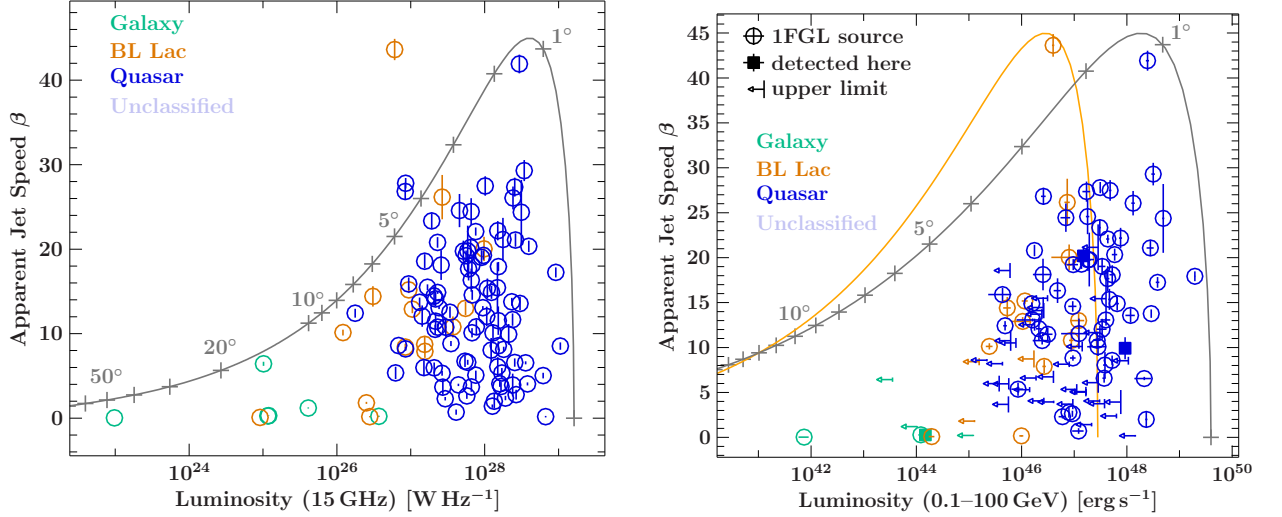 Galaxy
BL Lac
Quasar
Unclassified
1°
5°
10°
20°
50°
40
30
20
10
0
10^24
10^26
10^28
Apparent Jet Speed β
Luminosity (15 GHz) [W Hz⁻¹]
1FGL source
detected here
upper limit
Galaxy
BL Lac
Quasar
Unclassified
1°
5°
10°
45
40
35
30
25
20
15
10
5
0
10^42
10^44
10^46
10^48
10^50
Apparent Jet Speed β
Luminosity (0.1–100 GeV) [erg s⁻¹]